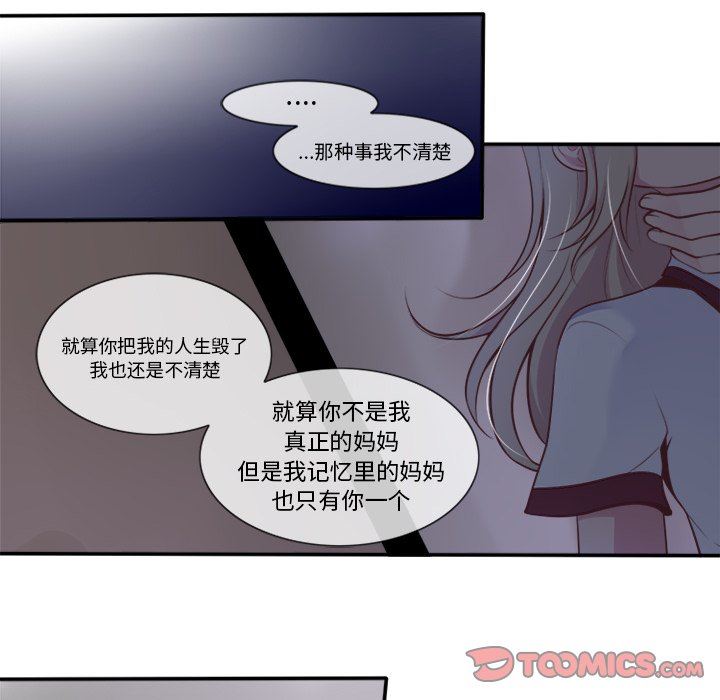 ....
...那种事我不清楚
就算你把我的人生毁了
我也还是不清楚
就算你不是我
真正的妈妈
但是我记忆里的妈妈
也只有你一个
TOOMICS.COM